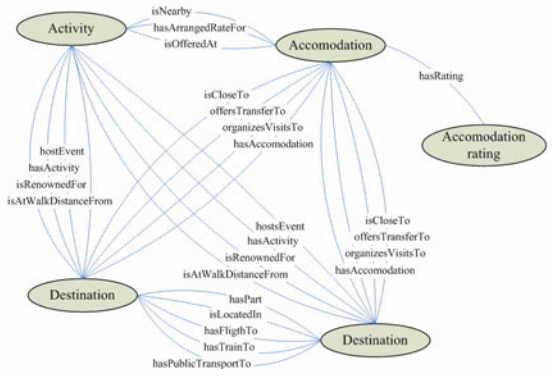 isNearby
Activity
hasArrangedRateFor
isOfferedAt
Accomodation
hasRating
isCloseTo
offersTransferTo
organizesVisitsTo
hasAccomodation
Accomodation
rating
hostEvent
hasActivity
isRenownedFor
isAtWalkDistanceFrom
isCloseTo
offersTransferTo
organizesVisitsTo
hasAccomodation
hostsEvent
hasActivity
isRenownedFor
isAtWalkDistanceFrom
Destination
hasPart
isLocatedIn
hasFligthTo
hasTrainTo
hasPublicTransportTo
Destination